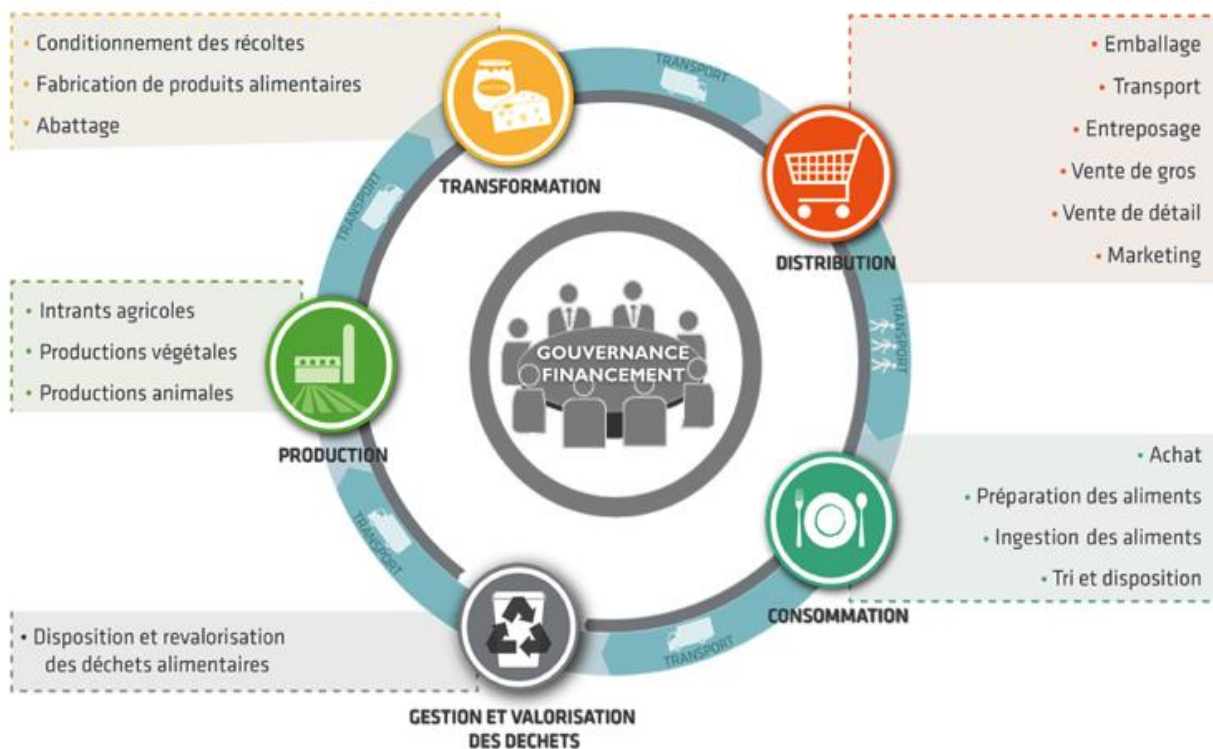 • Conditionnement des récoltes
• Fabrication de produits alimentaires
• Abattage
TRANSFORMATION
TRANSPORT
• Emballage
• Transport
• Entreposage
• Vente de gros
• Vente de détail
• Marketing
DISTRIBUTION
TRANSPORT
• Intrants agricoles
• Productions végétales
• Productions animales
PRODUCTION
TRANSPORT
GOUVERNANCE
FINANCEMENT
• Achat
• Préparation des aliments
• Ingestion des aliments
• Tri et disposition
CONSOMMATION
TRANSPORT
• Disposition et revalorisation
des déchets alimentaires
GESTION ET VALORISATION
DES DECHETS
TRANSPORT